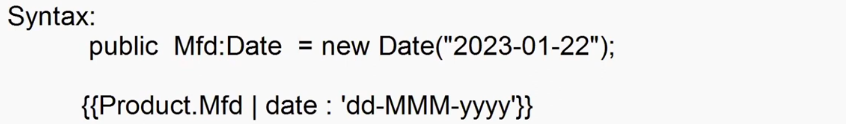 Syntax:
public Mfd:Date = new Date("2023-01-22");
{{Product.Mfd | date : 'dd-MMM-yyyy'}}